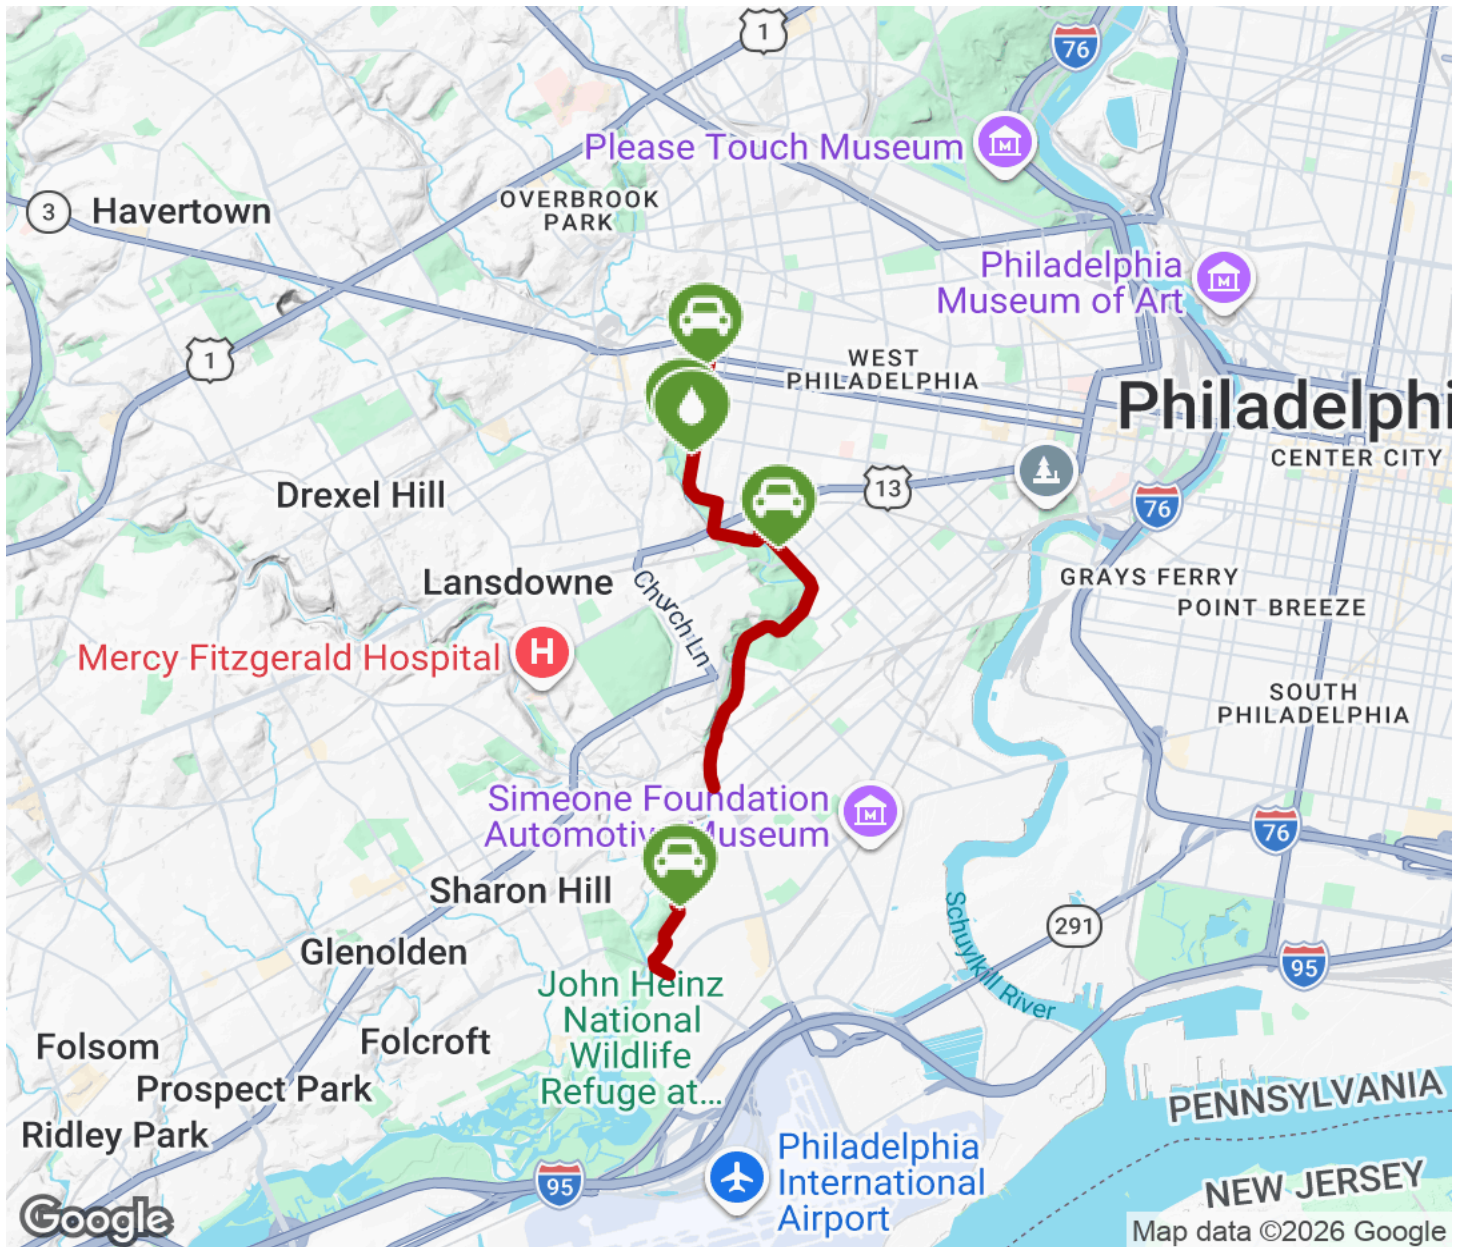 1
76
Please Touch Museum
3
Havertown
OVERBROOK
PARK
Philadelphia
Museum of Art
1
WEST
PHILADELPHIA
Philadelphi
CENTER CITY
13
76
Drexel Hill
Lansdowne
Church Ln
GRAYS FERRY
POINT BREEZE
Mercy Fitzgerald Hospital
H
SOUTH
PHILADELPHIA
Simeone Foundation
Automotive Museum
76
Sharon Hill
Schuylkill River
291
Glenolden
95
John Heinz
National
Wildlife
Refuge at...
Folsom
Folcroft
Prospect Park
Ridley Park
PENNSYLVANIA
Philadelphia
International
Airport
95
NEW JERSEY
Google
Map data ©2026 Google